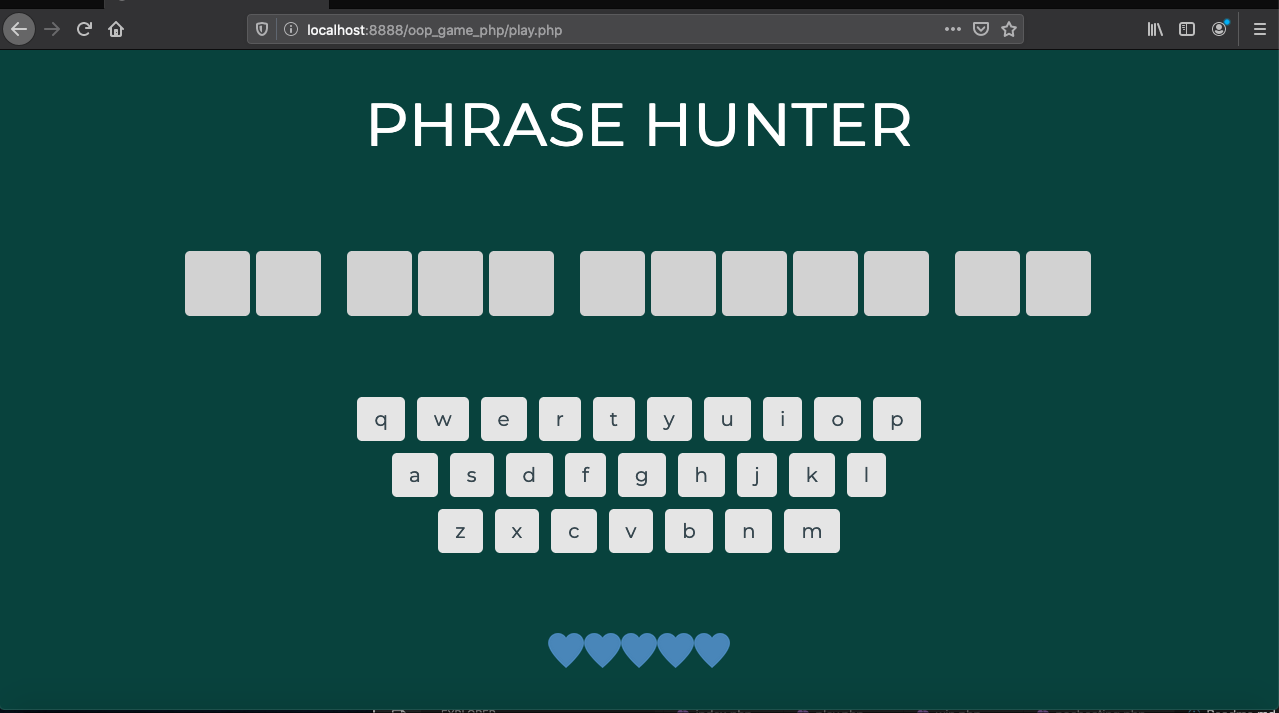 localhost:8888/oop_game_php/play.php
PHRASE HUNTER
q w e r t y u i o p
a s d f g h j k l
z x c v b n m